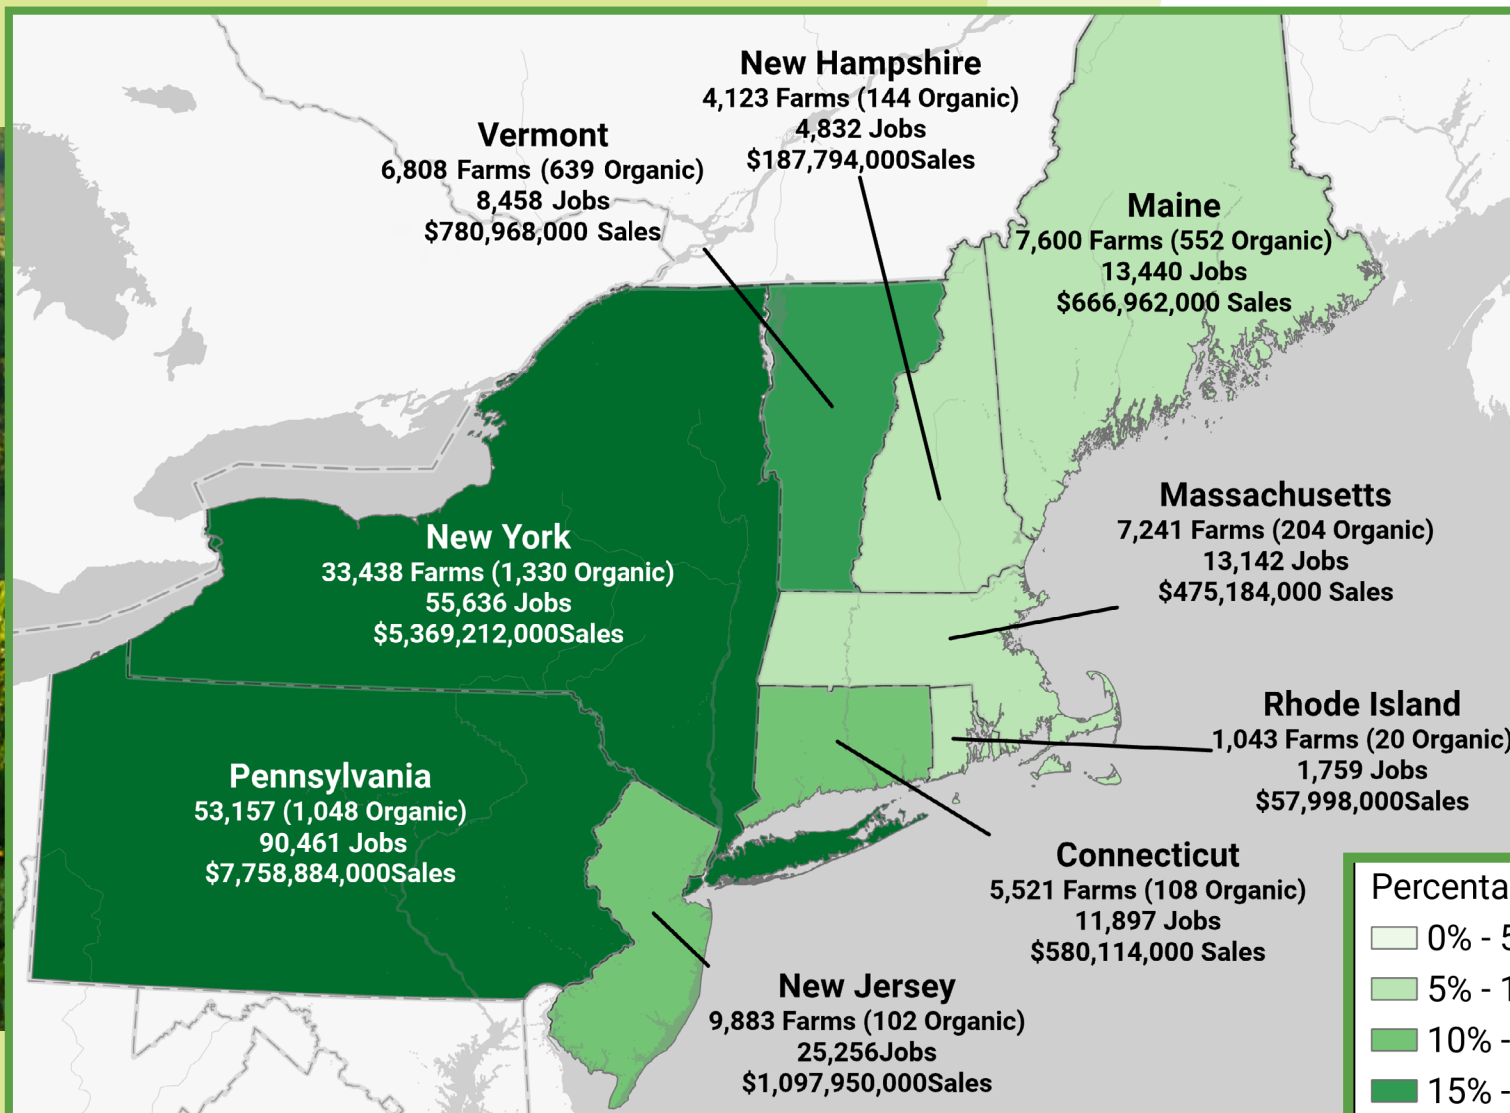 New Hampshire
4,123 Farms (144 Organic)
4,832 Jobs
$187,794,000Sales
Vermont
6,808 Farms (639 Organic)
8,458 Jobs
$780,968,000 Sales
Maine
7,600 Farms (552 Organic)
13,440 Jobs
$666,962,000 Sales
Massachusetts
7,241 Farms (204 Organic)
13,142 Jobs
$475,184,000 Sales
New York
33,438 Farms (1,330 Organic)
55,636 Jobs
$5,369,212,000Sales
Rhode Island
1,043 Farms (20 Organic)
1,759 Jobs
$57,998,000Sales
Pennsylvania
53,157 (1,048 Organic)
90,461 Jobs
$7,758,884,000Sales
Connecticut
5,521 Farms (108 Organic)
11,897 Jobs
$580,114,000 Sales
New Jersey
9,883 Farms (102 Organic)
25,256Jobs
$1,097,950,000Sales
Percenta
0% - 5
5% - 1
10% -
15% -